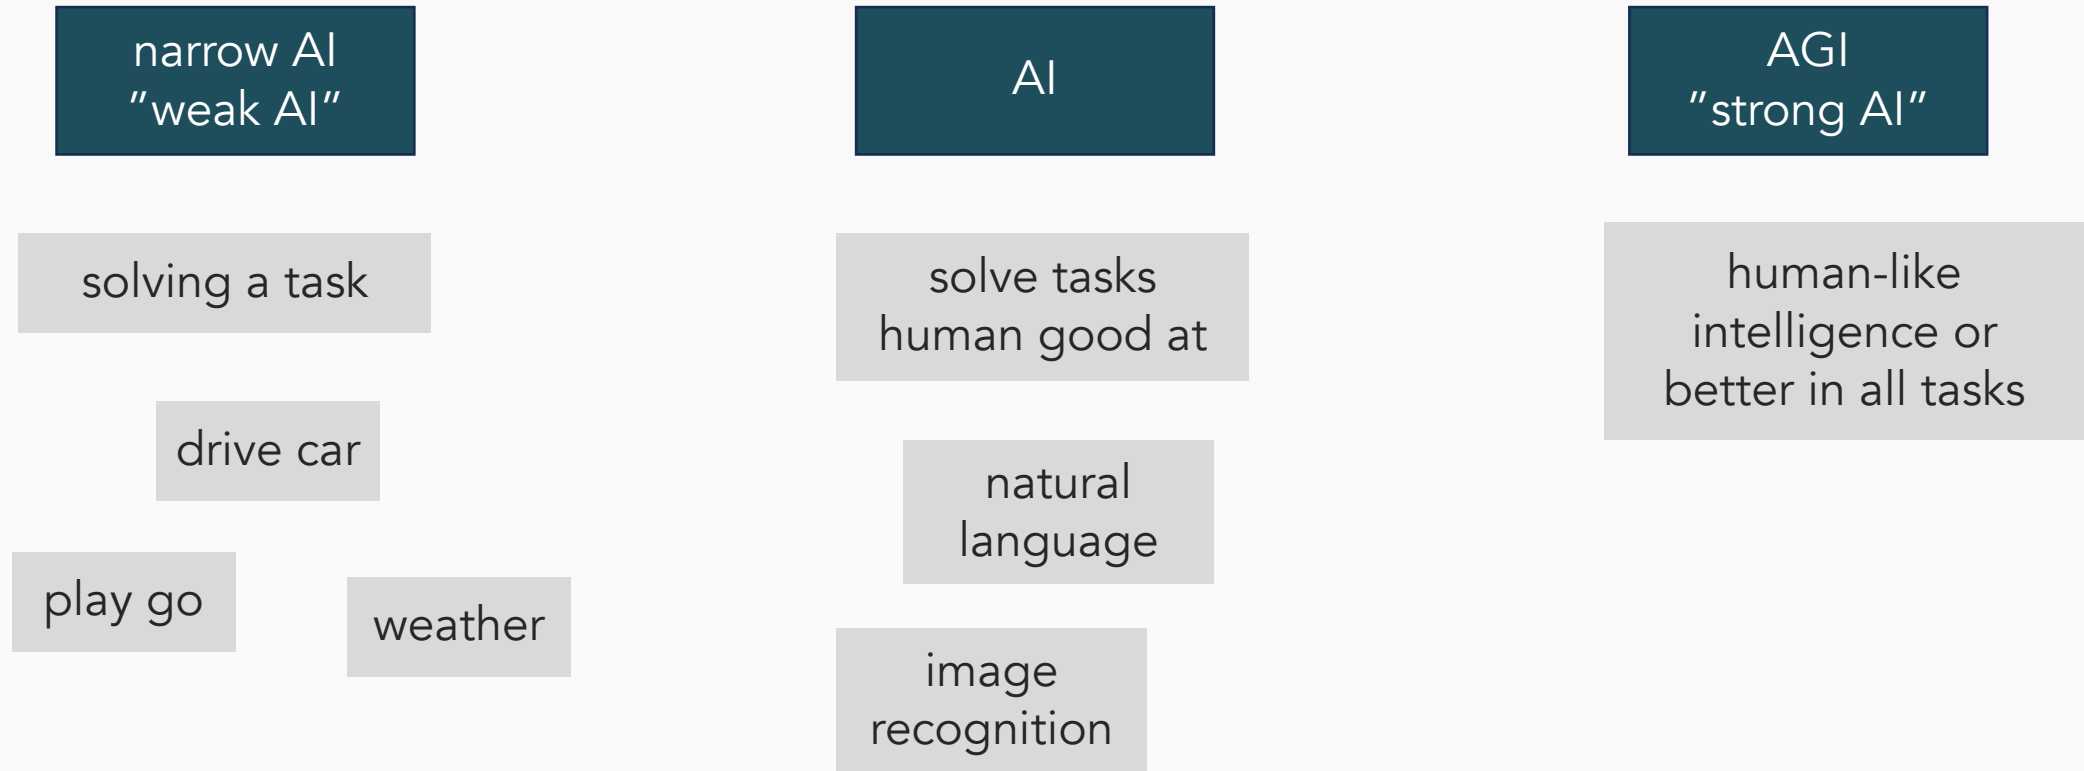 narrow AI
"weak AI"
solving a task
drive car
play go
weather
AI
solve tasks
human good at
natural
language
image
recognition
AGI
"strong AI"
human-like
intelligence or
better in all tasks